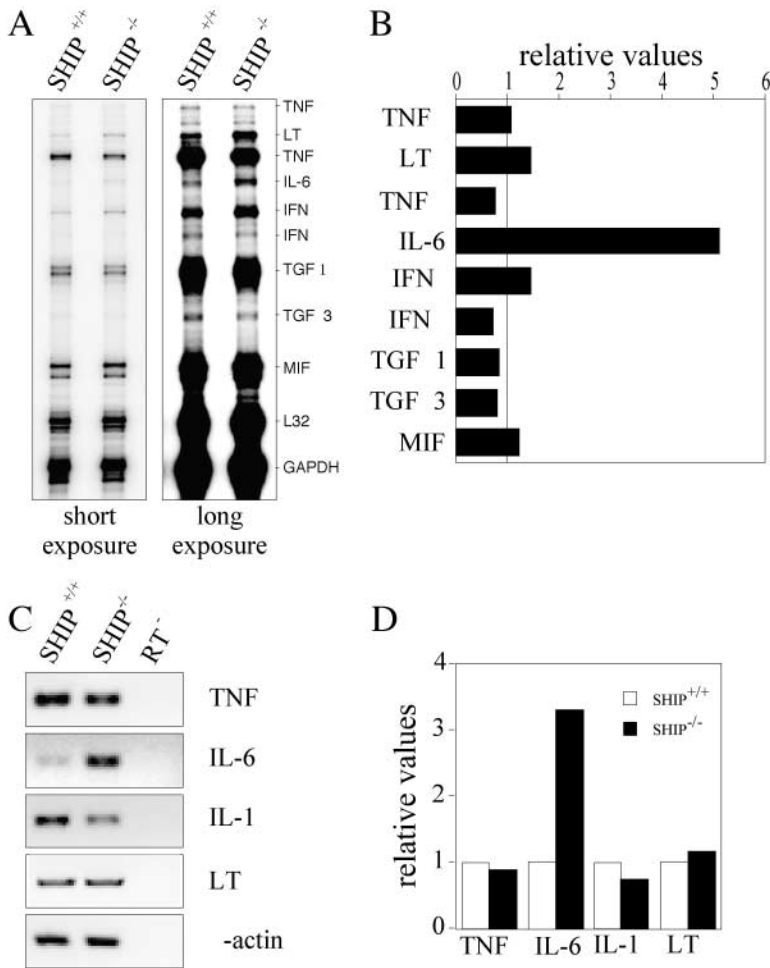 A
SHIP+/+
SHIP-/-
SHIP+/+
SHIP-/-
TNF
LT
TNF
IL-6
IFN
IFN
TGF 1
TGF 3
MIF
L32
GAPDH
short exposure
long exposure
B
relative values
0 1 2 3 4 5 6
TNF
LT
TNF
IL-6
IFN
IFN
TGF 1
TGF 3
MIF
C
SHIP+/+
SHIP-/-
RT-
TNF
IL-6
IL-1
LT
-actin
D
relative values
4
3
2
1
0
SHIP+/+
SHIP-/-
TNF IL-6 IL-1 LT